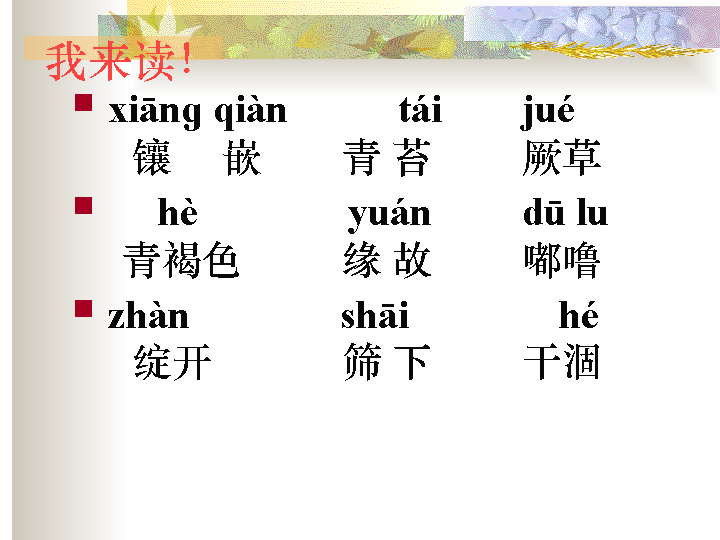 我来读！
xiāng qiàn tái jué
镶 嵌 青 苔 厥草
hè yuán dū lu
青褐色 缘 故 嘟噜
zhàn shāi hé
绽开 筛 下 干涸